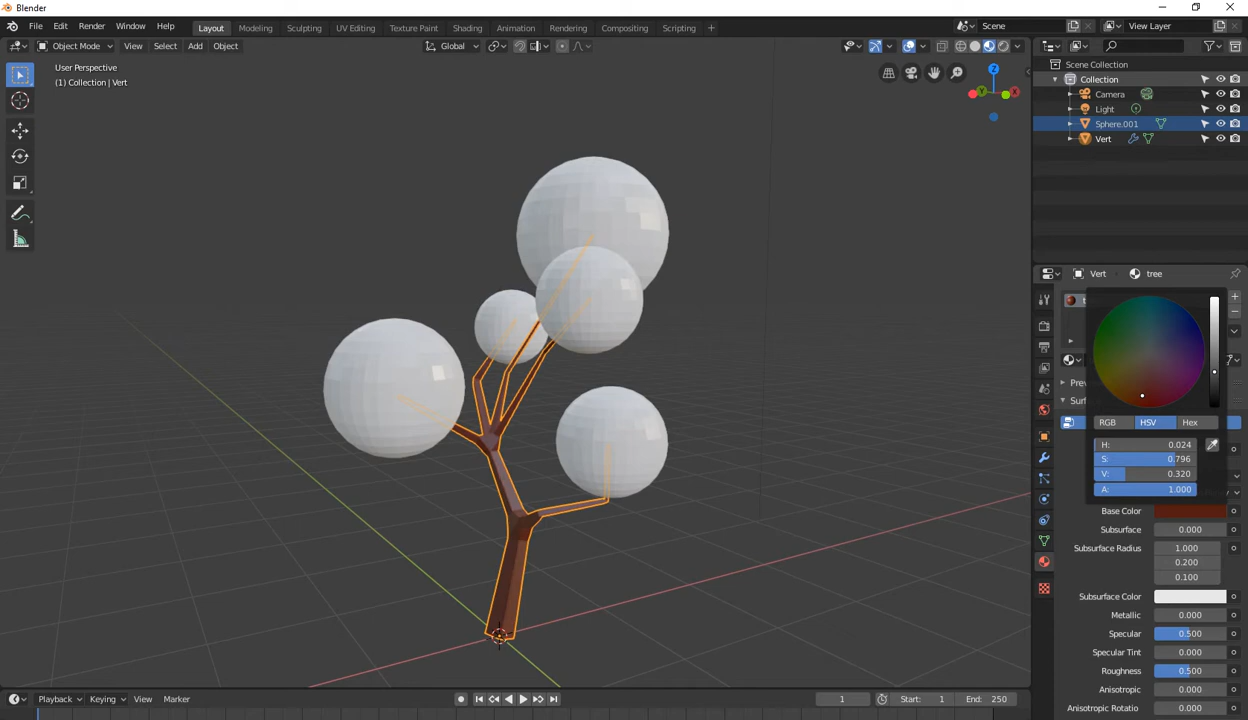 Blender
File Edit Render Window Help Layout Modeling Sculpting UV Editing Texture Paint Shading Animation Rendering Compositing Scripting + Scene View Layer
Object Mode View Select Add Object Global
User Perspective
(1) Collection | Vert
Z
Y
X
Scene Collection
Collection
Camera
Light
Sphere.001
Vert
Vert tree
Prev
Surf
RGB HSV Hex
H: 0.024
S: 0.796
V: 0.320
A: 1.000
Base Color
Subsurface 0.000
Subsurface Radius 1.000
0.200
0.100
Subsurface Color
Metallic 0.000
Specular 0.500
Specular Tint 0.000
Roughness 0.500
Anisotropic 0.000
Anisotropic Rotatio 0.000
Playback Keying View Marker 1 Start: 1 End: 250